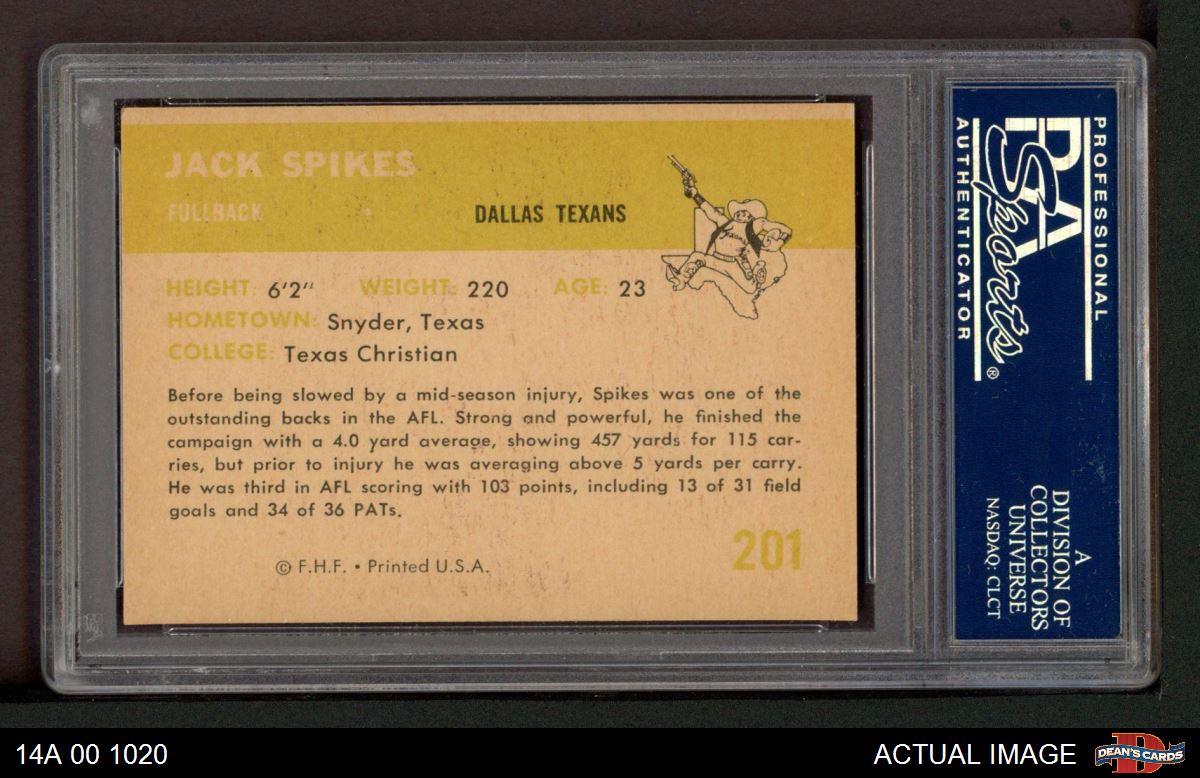 JACK SPIKES
FULLBACK
DALLAS TEXANS
HEIGHT: 6'2" WEIGHT: 220 AGE: 23
HOMETOWN: Snyder, Texas
COLLEGE: Texas Christian
Before being slowed by a mid-season injury, Spikes was one of the
outstanding backs in the AFL. Strong and powerful, he finished the
campaign with a 4.0 yard average, showing 457 yards for 115 car-
ries, but prior to injury he was averaging above 5 yards per carry.
He was third in AFL scoring with 103 points, including 13 of 31 field
goals and 34 of 36 PATs.
201
© F.H.F. • Printed U.S.A.
PROFESSIONAL
PSA
Sports®
AUTHENTICATOR
A
DIVISION OF
COLLECTORS
UNIVERSE
NASDAQ: CLCT
14A 00 1020
ACTUAL IMAGE
DEAN'S CARDS